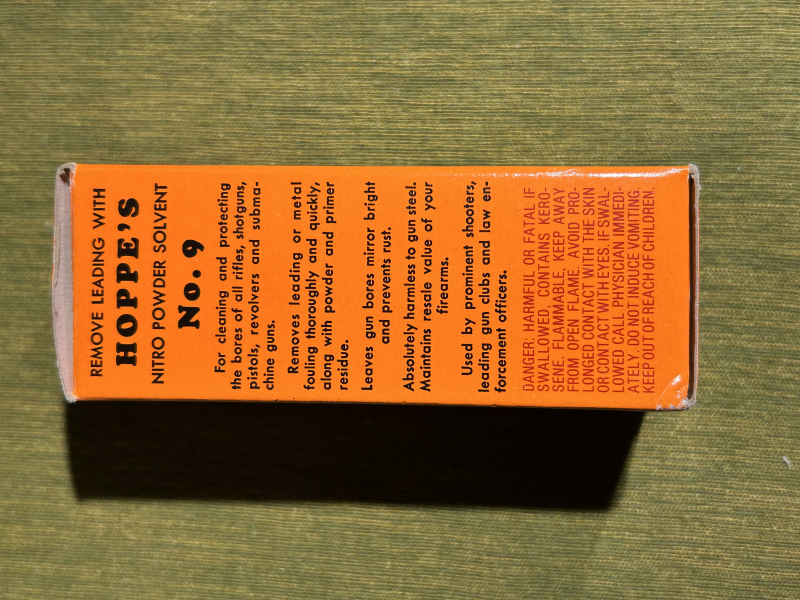 REMOVE LEADING WITH
HOPPE'S
NITRO POWDER SOLVENT
No. 9
For cleaning and protecting
the bores of all rifles, shotguns,
pistols, revolvers and subma-
chine guns.
Removes leading or metal
fouling thoroughly and quickly,
along with powder and primer
residue.
Leaves gun bores mirror bright
and prevents rust.
Absolutely harmless to gun steel.
Maintains resale value of your
firearms.
Used by prominent shooters,
leading gun clubs and law en-
forcement officers.
DANGER: HARMFUL OR FATAL IF
SWALLOWED. CONTAINS KERO-
SENE. FLAMMABLE, KEEP AWAY
FROM OPEN FLAME. AVOID PRO-
LONGED CONTACT WITH THE SKIN
OR CONTACT WITH EYES. IF SWAL-
LOWED CALL PHYSICIAN IMMEDI-
ATELY. DO NOT INDUCE VOMITING.
KEEP OUT OF REACH OF CHILDREN.